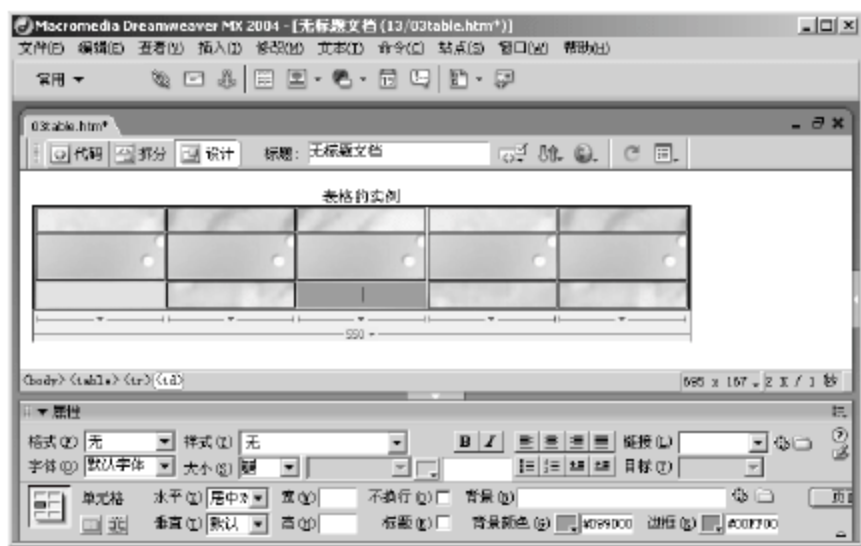 Macromedia Dreamweaver MX 2004 - [无标题文档 (13/03table.htm*)]
文件(E) 编辑(E) 查看(V) 插入(I) 修改(M) 文本(T) 命令(C) 站点(S) 窗口(W) 帮助(H)
常用
03table.htm*
代码 拆分 设计 标题: 无标题文档
表格的实例
550
<body> <table> <tr> <td>
595 x 167 2 K / 1 秒
属性
格式(F) 无 样式(T) 无 B I 链接(L)
字体(O) 默认字体 大小(S) 目标(T)
单元格 水平(Z) 居中对 宽(W) 不换行(O) 背景(N)
垂直(T) 默认 高(H) 标题(E) 背景颜色(G) 边框(B)